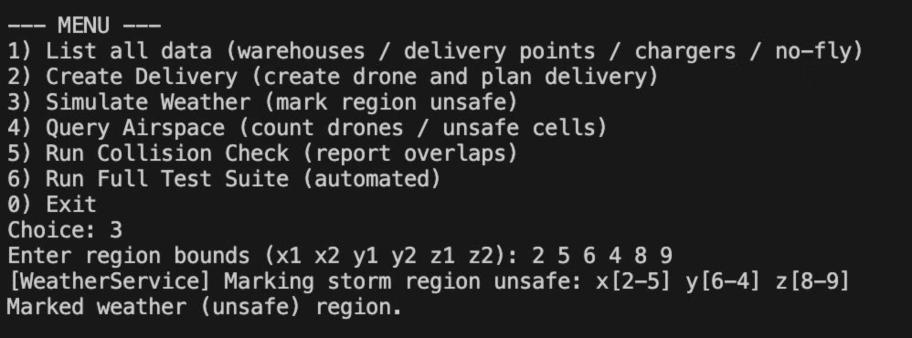 --- MENU ---
1) List all data (warehouses / delivery points / chargers / no-fly)
2) Create Delivery (create drone and plan delivery)
3) Simulate Weather (mark region unsafe)
4) Query Airspace (count drones / unsafe cells)
5) Run Collision Check (report overlaps)
6) Run Full Test Suite (automated)
0) Exit
Choice: 3
Enter region bounds (x1 x2 y1 y2 z1 z2): 2 5 6 4 8 9
[WeatherService] Marking storm region unsafe: x[2-5] y[6-4] z[8-9]
Marked weather (unsafe) region.